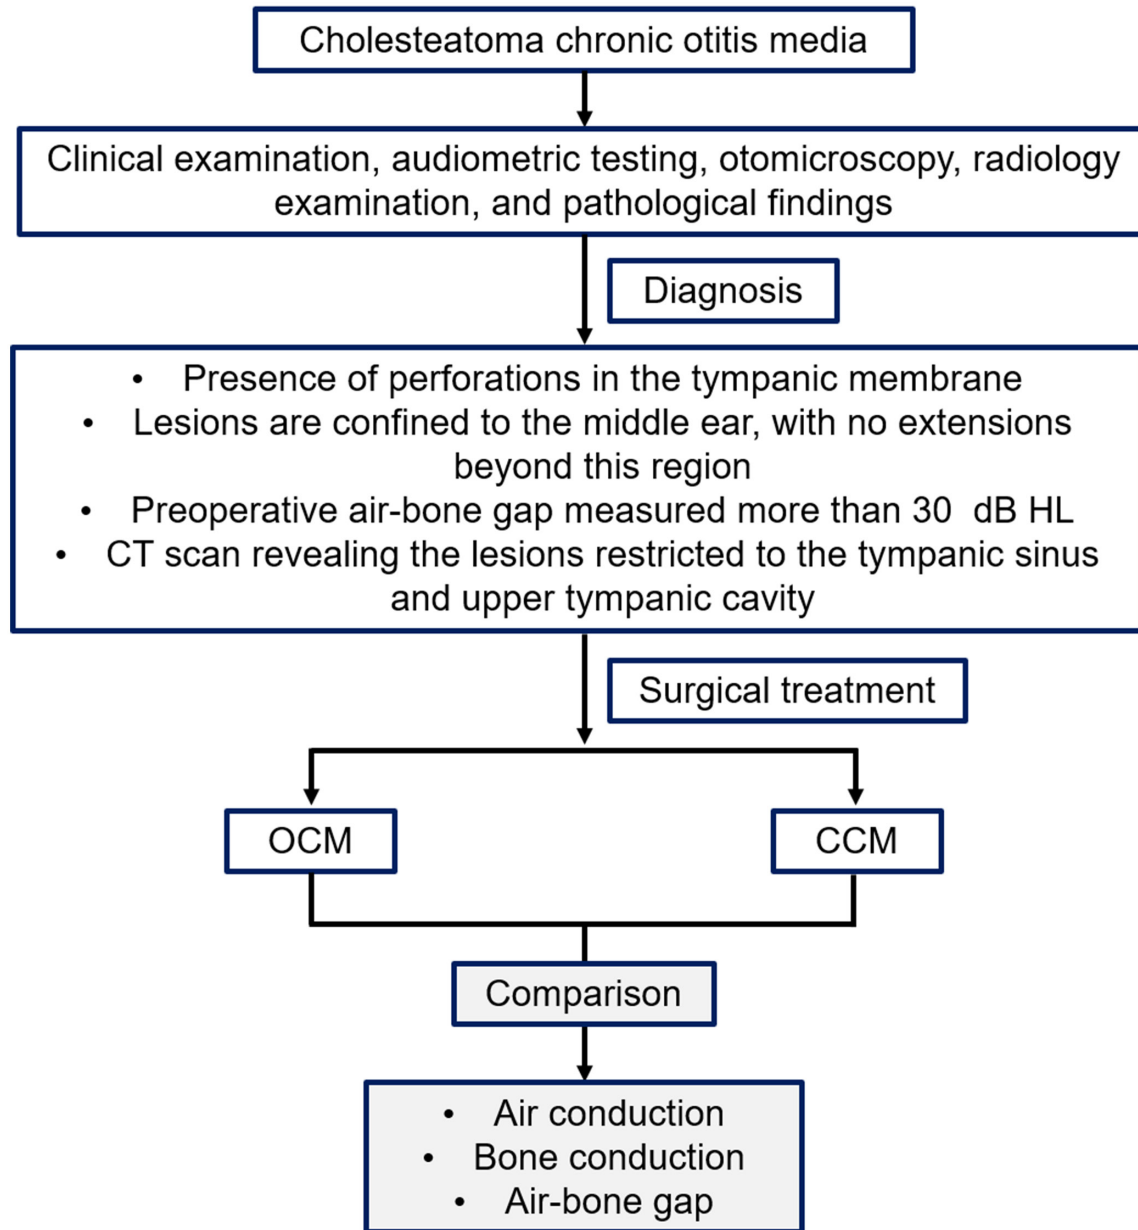 Cholesteatoma chronic otitis media
Clinical examination, audiometric testing, otomicroscopy, radiology
examination, and pathological findings
Diagnosis
• Presence of perforations in the tympanic membrane
• Lesions are confined to the middle ear, with no extensions
beyond this region
• Preoperative air-bone gap measured more than 30 dB HL
• CT scan revealing the lesions restricted to the tympanic sinus
and upper tympanic cavity
Surgical treatment
OCM
CCM
Comparison
• Air conduction
• Bone conduction
• Air-bone gap